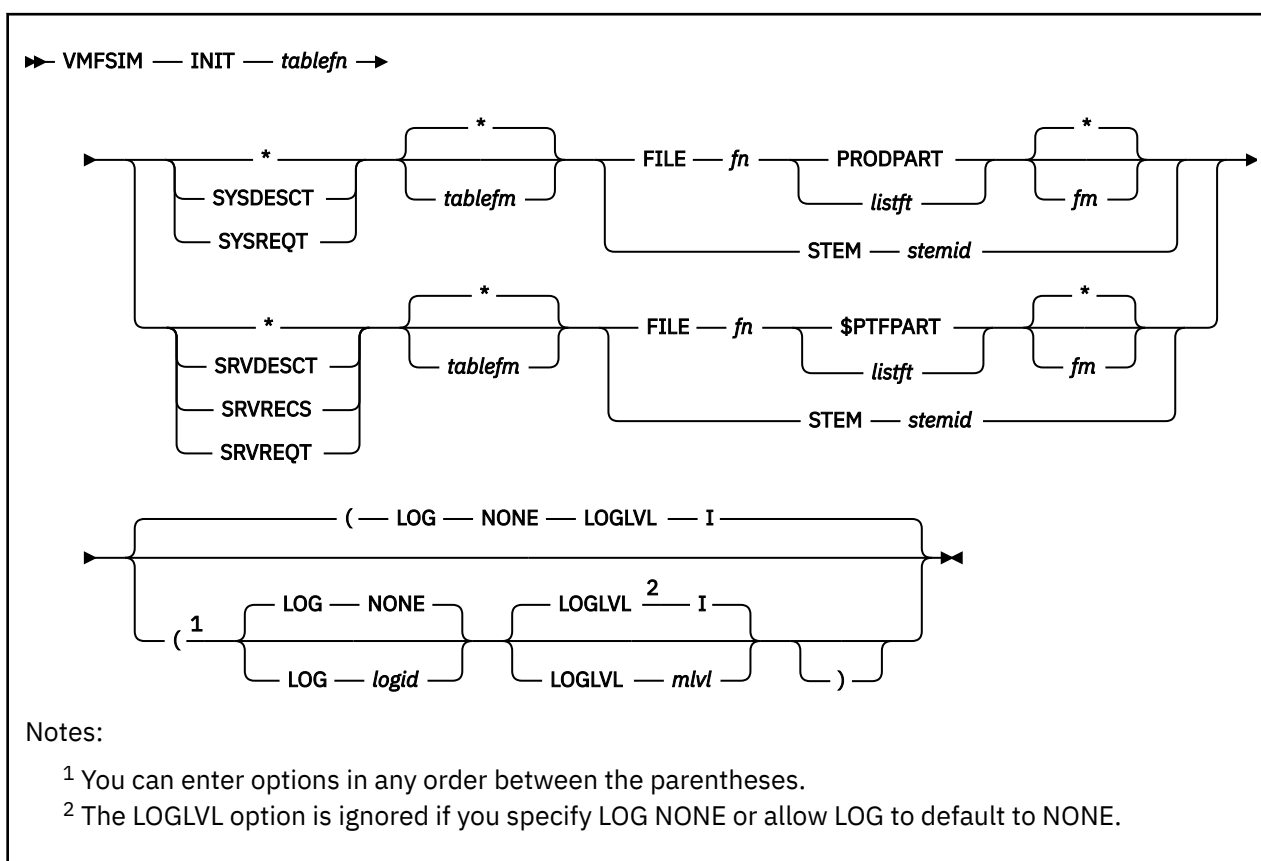 VMFSIM INIT tablefn
* *
* FILE fn PRODPART
SYSDESCT tablefm listft fm
SYSREQT
STEM stemid
* *
* FILE fn $PTFPART
SRVDESCT tablefm listft fm
SRVRECS
STEM stemid
SRVREQT
( LOG NONE LOGLVL I
LOG NONE LOGLVL 2 I
( 1
LOG logid LOGLVL mlvl )
Notes:
1 You can enter options in any order between the parentheses.
2 The LOGLVL option is ignored if you specify LOG NONE or allow LOG to default to NONE.